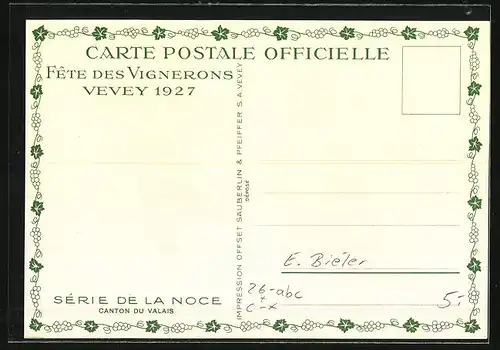 CARTE POSTALE OFFICIELLE
FÊTE DES VIGNERONS
VEVEY 1927
IMPRESSION OFFSET SAUBERLIN & PFEIFFER S.A. VEVEY
DÉPOSÉ
E. Biéler
26-abc
c-x
5.-
SÉRIE DE LA NOCE
CANTON DU VALAIS